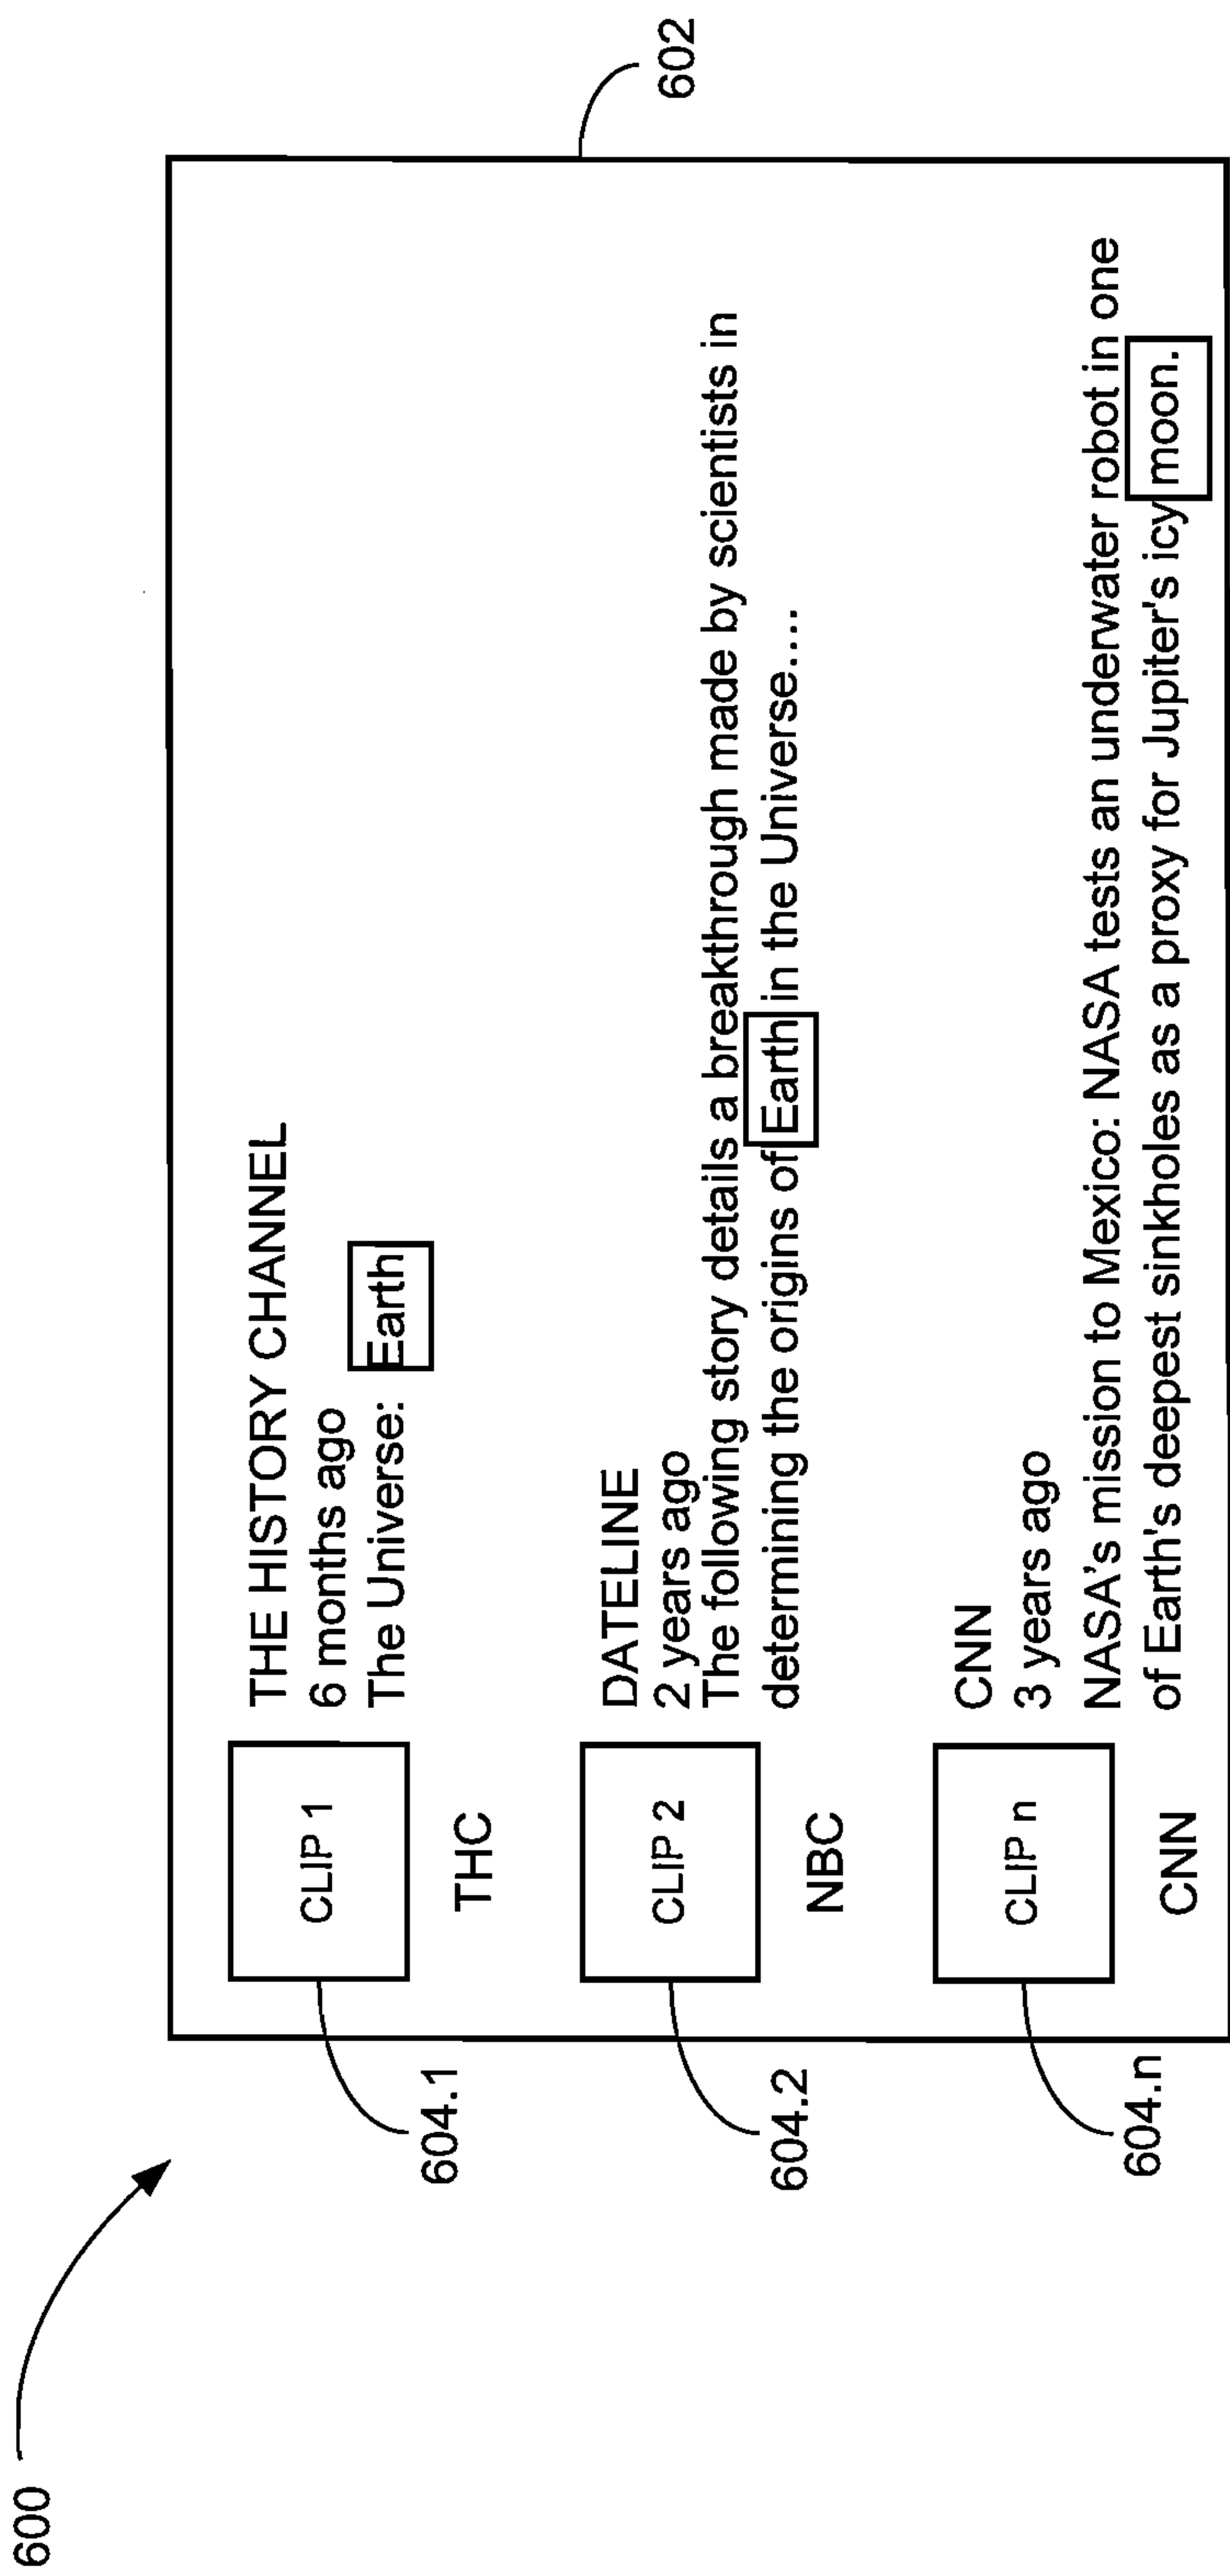 600
602
604.1
CLIP 1
THC
THE HISTORY CHANNEL
6 months ago
The Universe: Earth
604.2
CLIP 2
NBC
DATELINE
2 years ago
The following story details a breakthrough made by scientists in
determining the origins of Earth in the Universe....
604.n
CLIP n
CNN
CNN
3 years ago
NASA’s mission to Mexico: NASA tests an underwater robot in one
of Earth's deepest sinkholes as a proxy for Jupiter's icy moon.